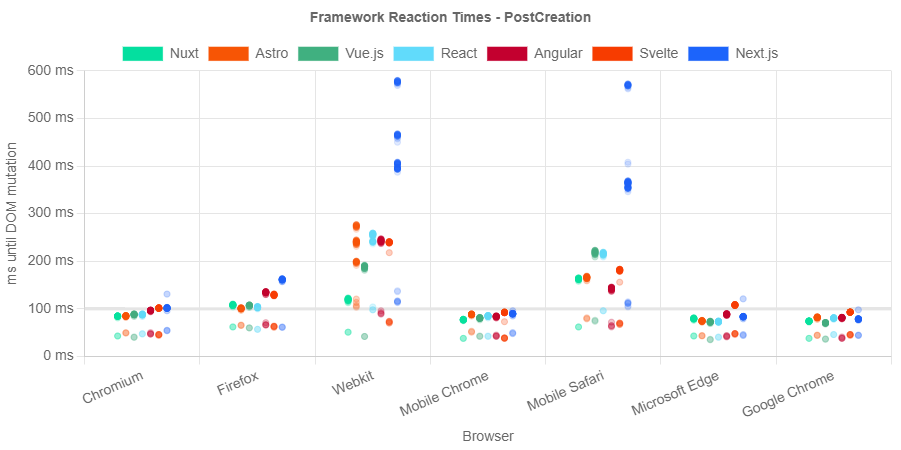 Framework Reaction Times - PostCreation
Nuxt Astro Vue.js React Angular Svelte Next.js
600 ms
500 ms
400 ms
300 ms
200 ms
100 ms
0 ms
ms until DOM mutation
Chromium Firefox Webkit Mobile Chrome Mobile Safari Microsoft Edge Google Chrome
Browser